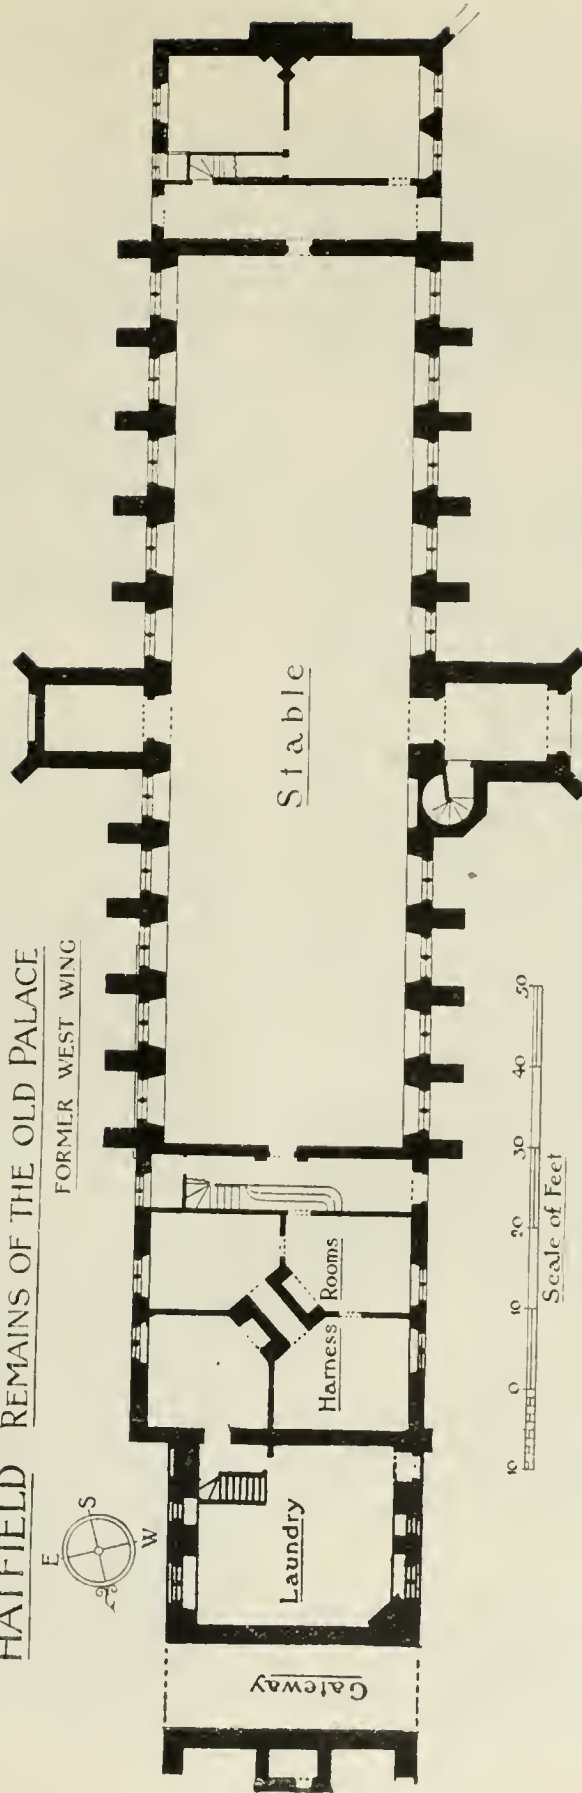 HATFIELD REMAINS OF THE OLD PALACE
FORMER WEST WING
E
S
W
Stable
Harness Rooms
Laundry
Gateway
10 0 10 20 30 40 50
Scale of Feet